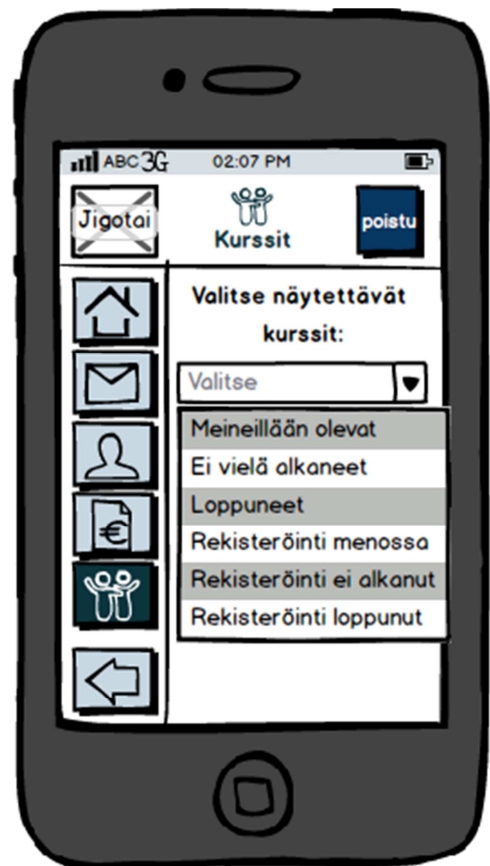 ABC 3G 02:07 PM
Jigotai
Kurssit
poistu
Valitse näytettävät
kurssit:
Valitse
Meineillään olevat
Ei vielä alkaneet
Loppuneet
Rekisteröinti menossa
Rekisteröinti ei alkanut
Rekisteröinti loppunut
€